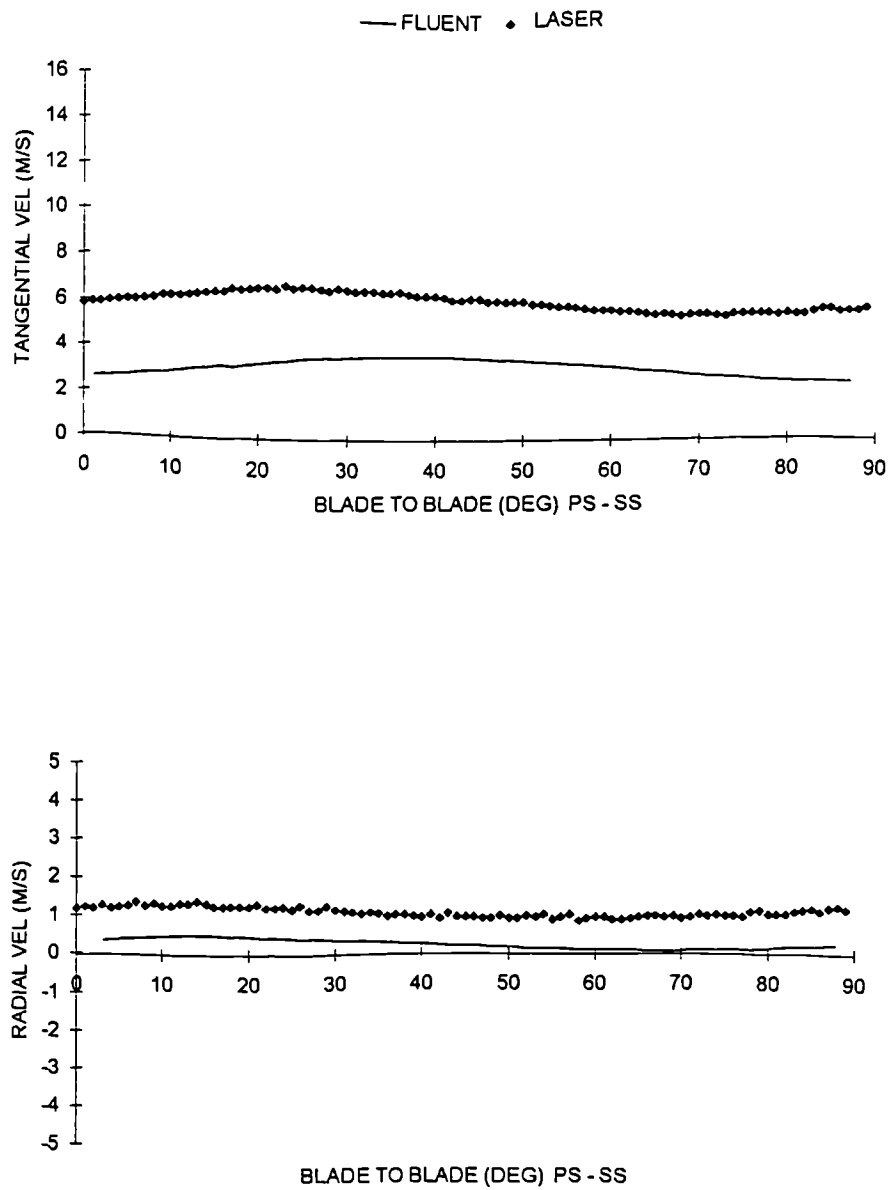 FLUENT LASER
16
14
12
10
8
6
4
2
0
TANGENTIAL VEL (M/S)
0 10 20 30 40 50 60 70 80 90
BLADE TO BLADE (DEG) PS - SS
5
4
3
2
1
0
-1
-2
-3
-4
-5
RADIAL VEL (M/S)
0 10 20 30 40 50 60 70 80 90
BLADE TO BLADE (DEG) PS - SS